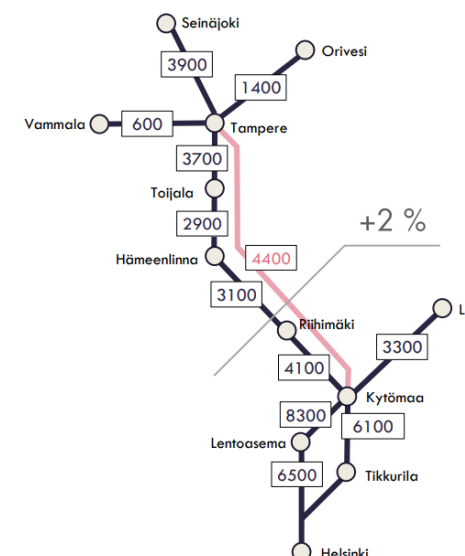 Seinäjoki
3900
Orivesi
1400
Vammala
600
Tampere
3700
Toijala
2900
+2 %
Hämeenlinna
4400
3100
L
Riihimäki
3300
4100
Kytömaa
8300
6100
Lentoasema
6500
Tikkurila
Helsinki